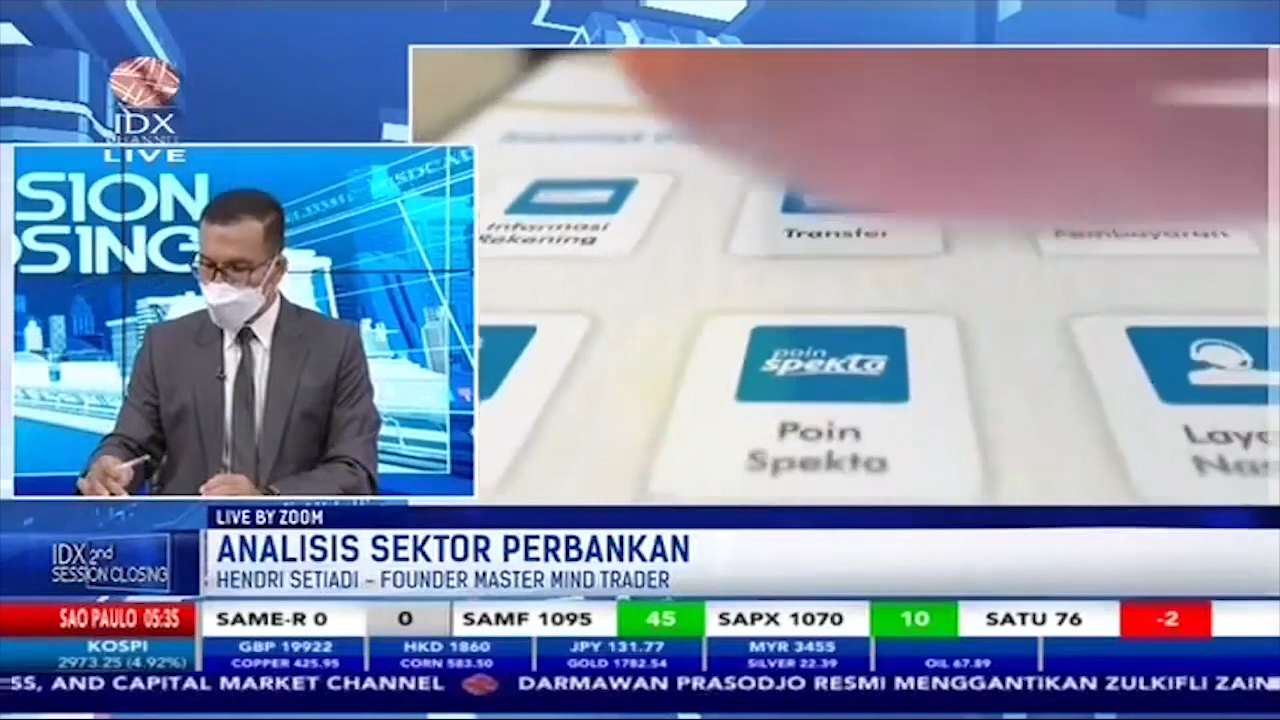 IDX
CHANNEL
LIVE
SION
OSING
Informasi
Rekening
Transfer
Pembayaran
poin
spekta
Poin
Spekta
LIVE BY ZOOM
ANALISIS SEKTOR PERBANKAN
HENDRI SETIADI – FOUNDER MASTER MIND TRADER
IDX 2nd
SESSION CLOSING
SAO PAULO 05:35 SAME-R 0 0 SAMF 1095 45 SAPX 1070 10 SATU 76 -2
KOSPI GBP 19922 HKD 1860 JPY 131.77 MYR 3455
2973.25 (4.92%) COPPER 425.95 CORN 583.50 GOLD 1782.54 SILVER 22.39 OIL 67.89
SS, AND CAPITAL MARKET CHANNEL DARMAWAN PRASODJO RESMI MENGGANTIKAN ZULKIFLI ZAIN